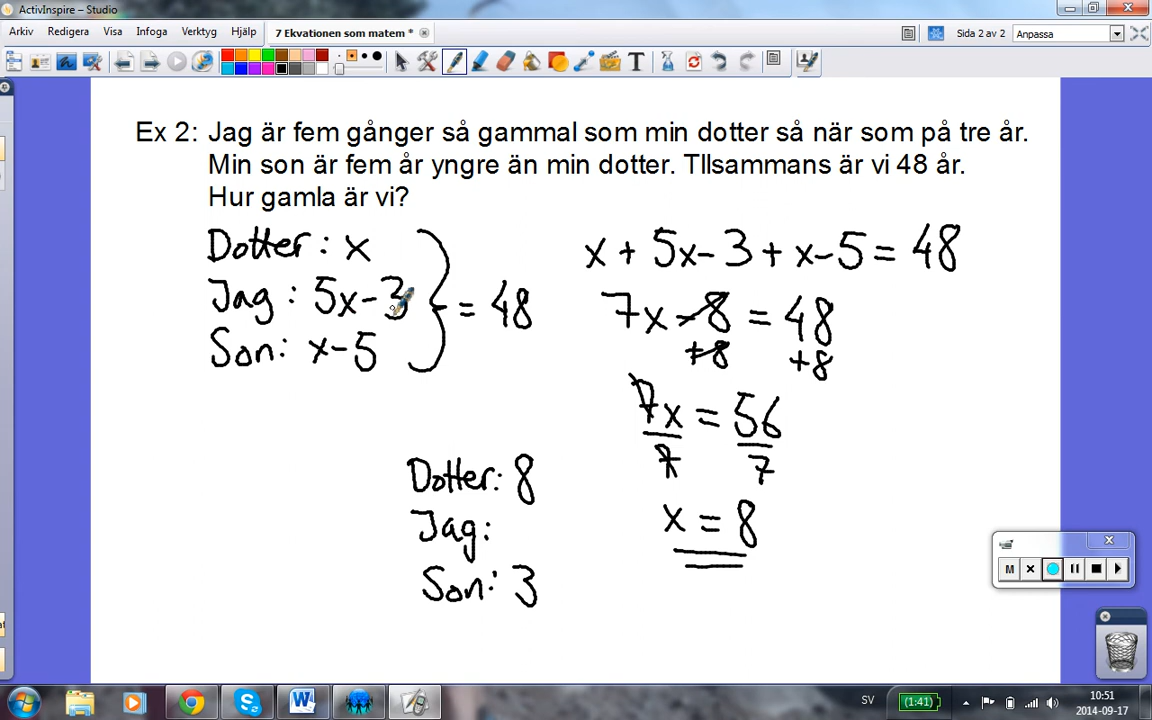 ActivInspire – Studio
Arkiv Redigera Visa Infoga Verktyg Hjälp 7 Ekvationen som matem * Sida 2 av 2 Anpassa
Ex 2: Jag är fem gånger så gammal som min dotter så när som på tre år.
Min son är fem år yngre än min dotter. TIlsammans är vi 48 år.
Hur gamla är vi?
Dotter: x
Jag: 5x-3
Son: x-5
= 48
x + 5x - 3 + x - 5 = 48
7x - 8 = 48
+8 +8
7x = 56
7 7
x = 8
Dotter: 8
Jag:
Son: 3
M
SV (1:41) 10:51
2014-09-17